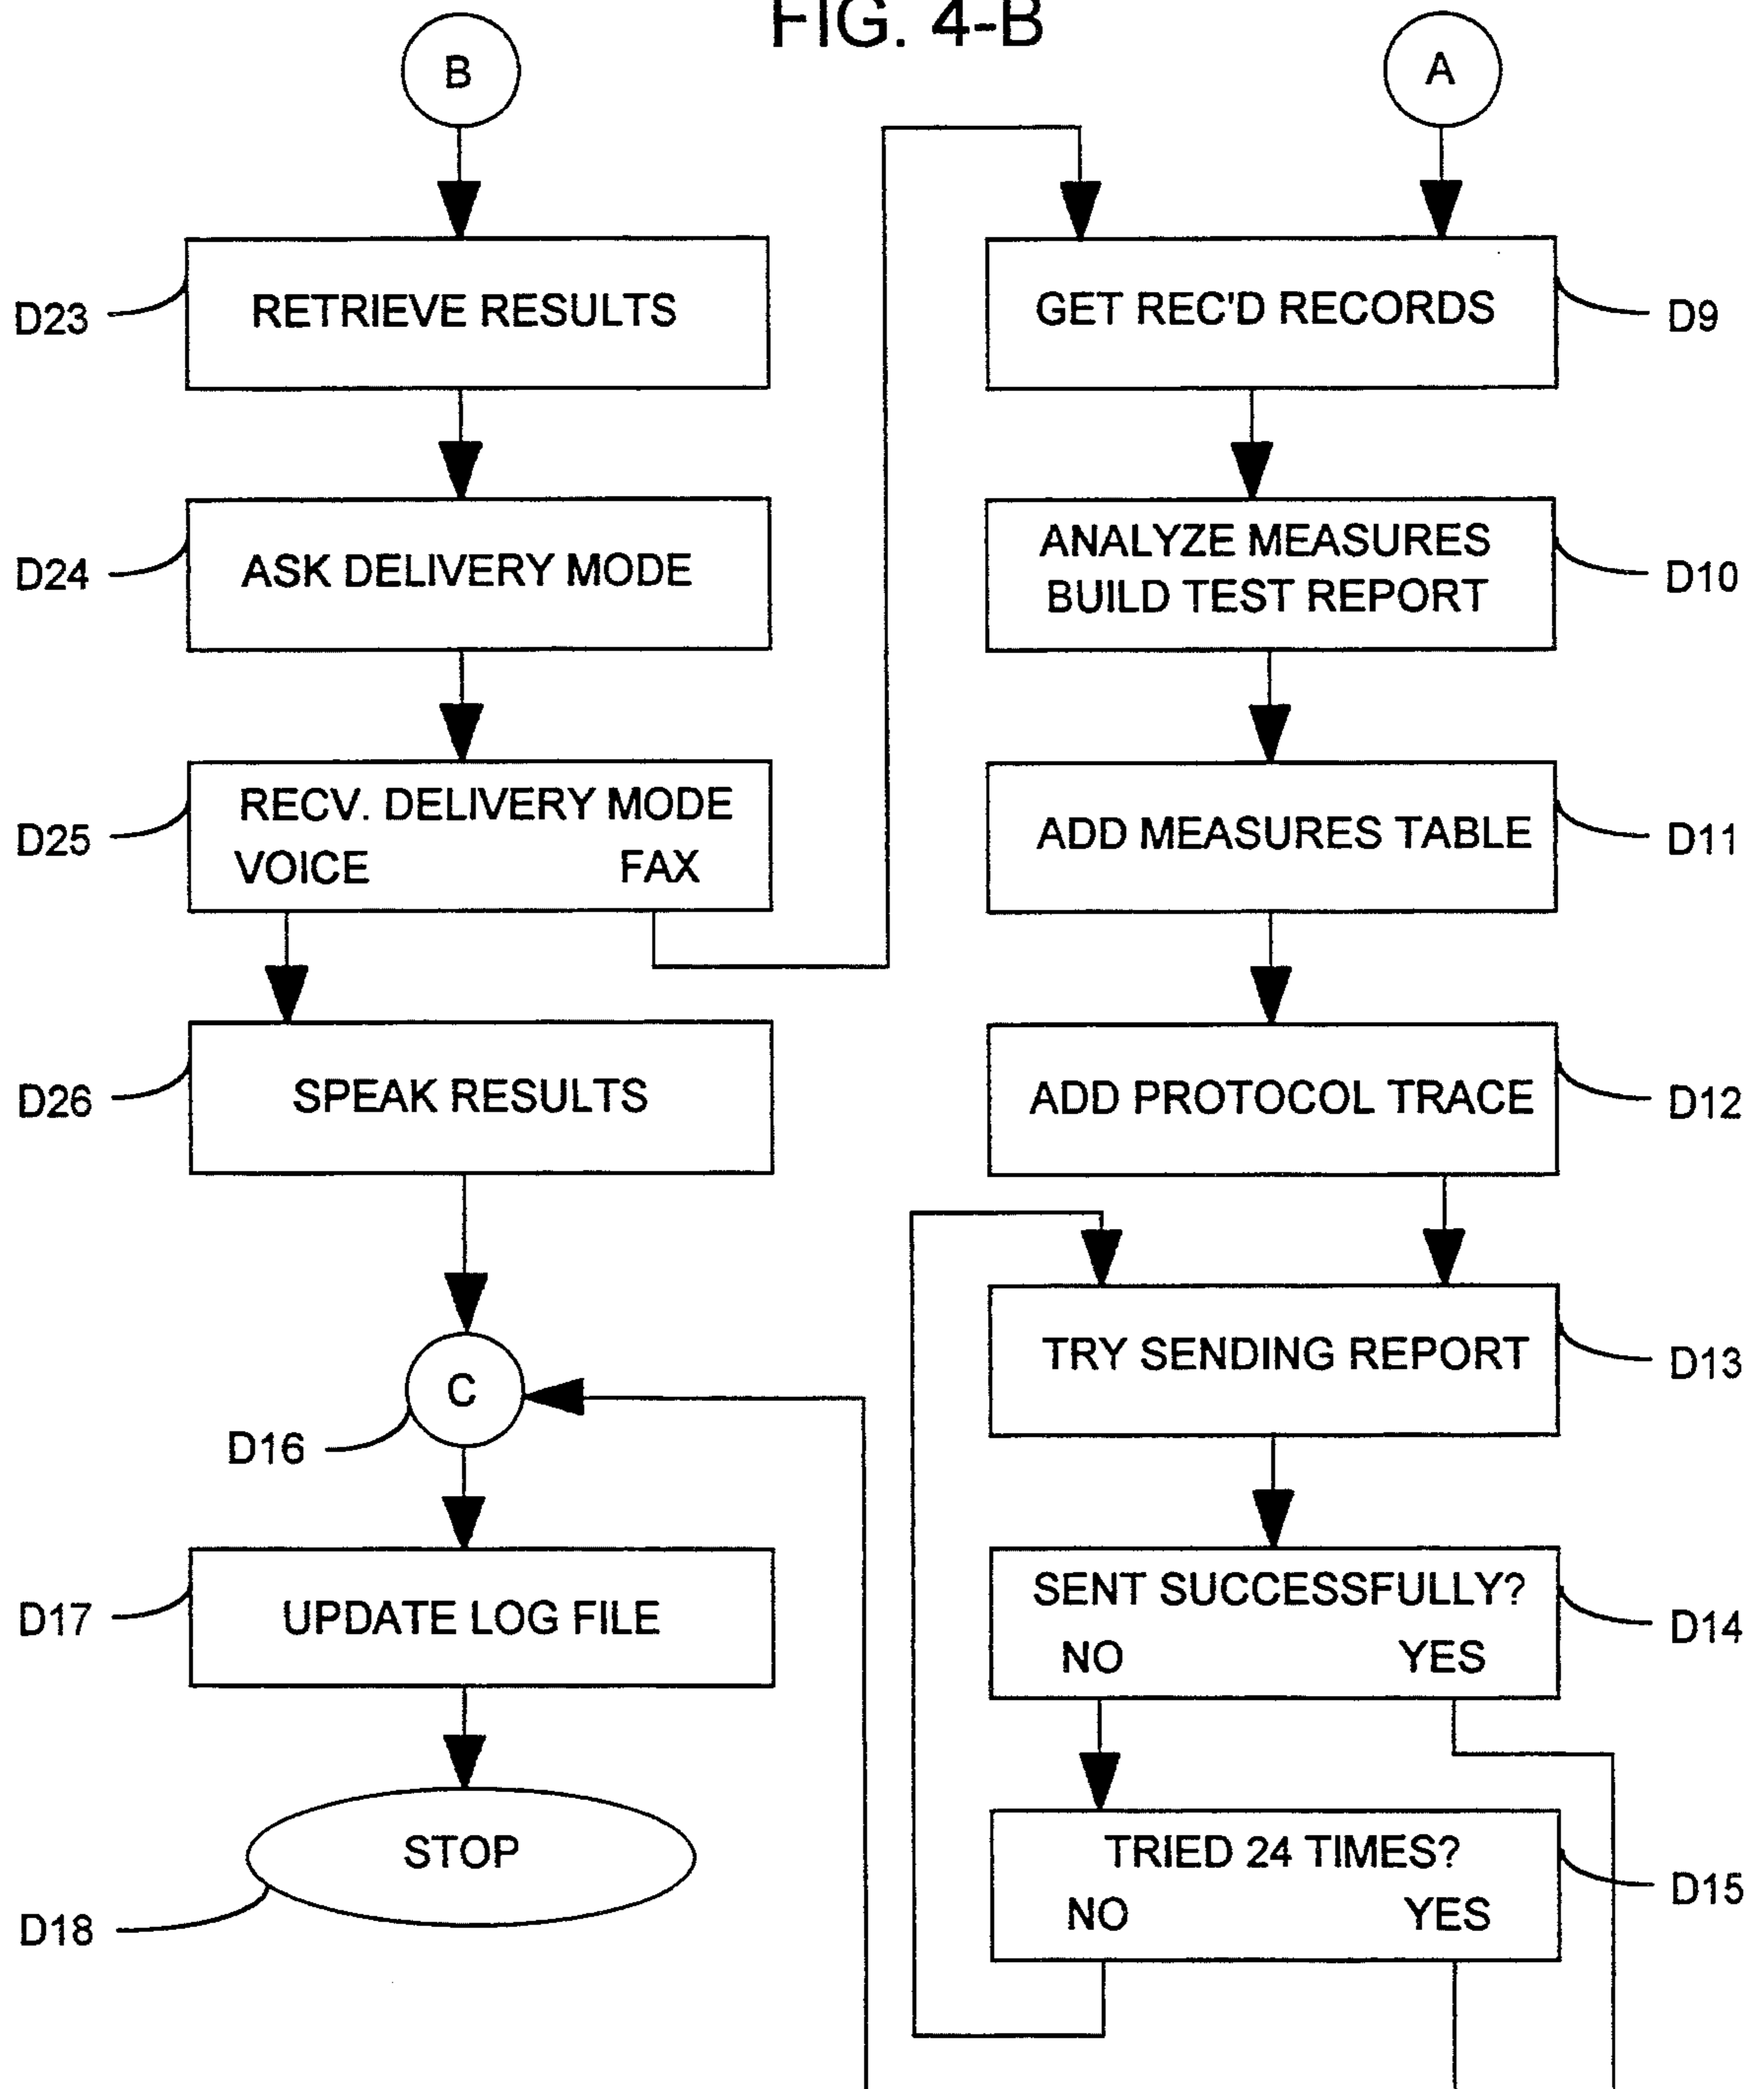 FIG. 4-B
B
A
D23
RETRIEVE RESULTS
GET REC'D RECORDS
D9
D24
ASK DELIVERY MODE
ANALYZE MEASURES
BUILD TEST REPORT
D10
D25
RECV. DELIVERY MODE
VOICE FAX
ADD MEASURES TABLE
D11
D26
SPEAK RESULTS
ADD PROTOCOL TRACE
D12
C
D16
TRY SENDING REPORT
D13
D17
UPDATE LOG FILE
SENT SUCCESSFULLY?
NO YES
D14
STOP
D18
TRIED 24 TIMES?
NO YES
D15